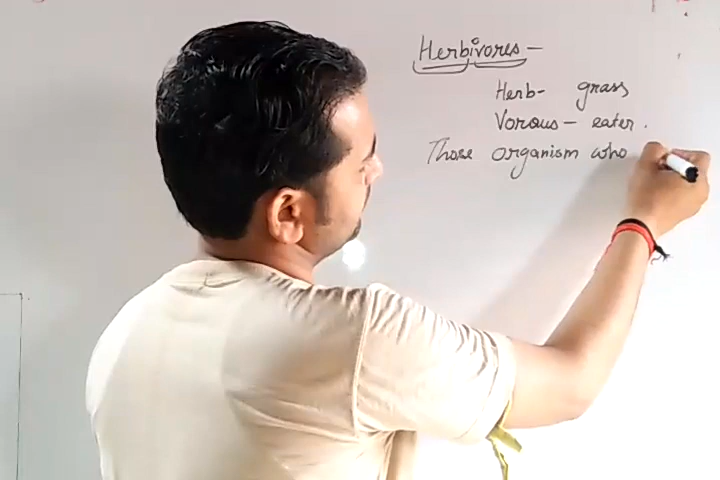 Herbivores -
Herb- grass
Vorous - eater.
Those organism who